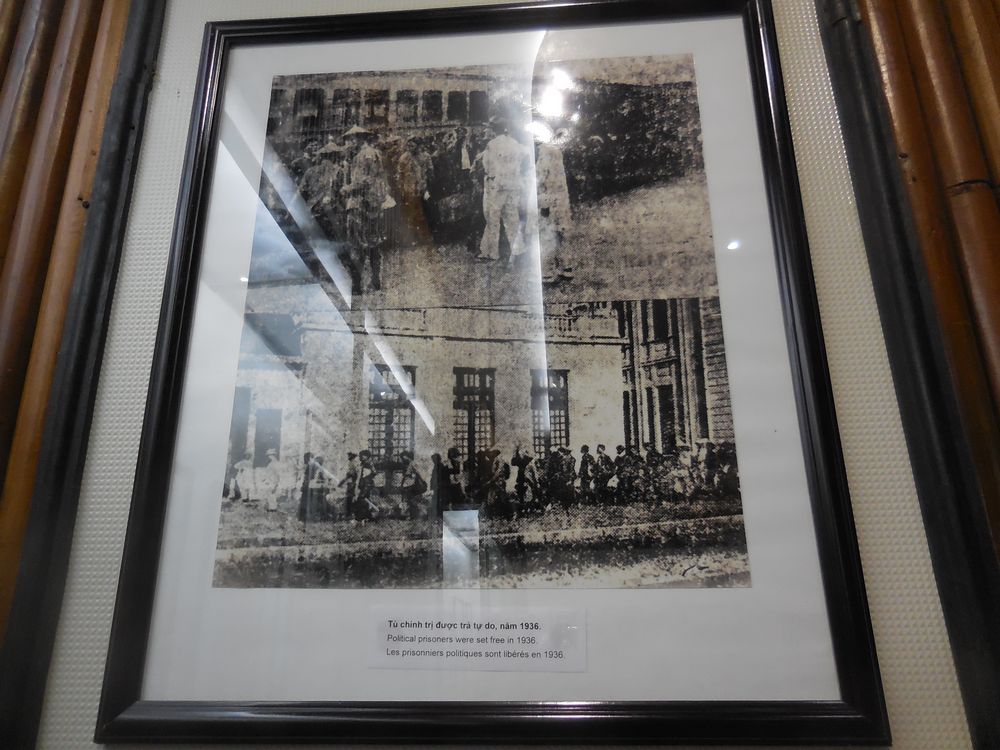 Tù chính trị được trả tự do, năm 1936.
Political prisoners were set free in 1936.
Les prisonniers politiques sont libérés en 1936.